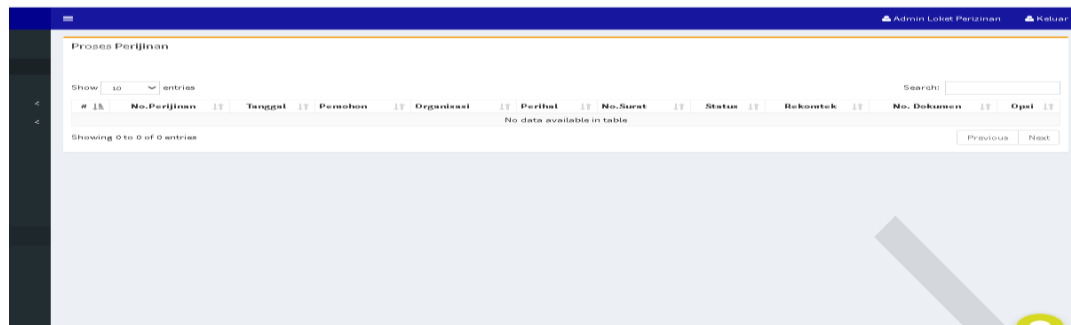 Admin Loket Perizinan Keluar
Proses Perijinan
Show 10 entries Search:
# No.Perijinan Tanggal Pemohon Organisasi Perihal No.Surat Status Rekomtek No. Dokumen Opsi
No data available in table
Showing 0 to 0 of 0 entries Previous Next